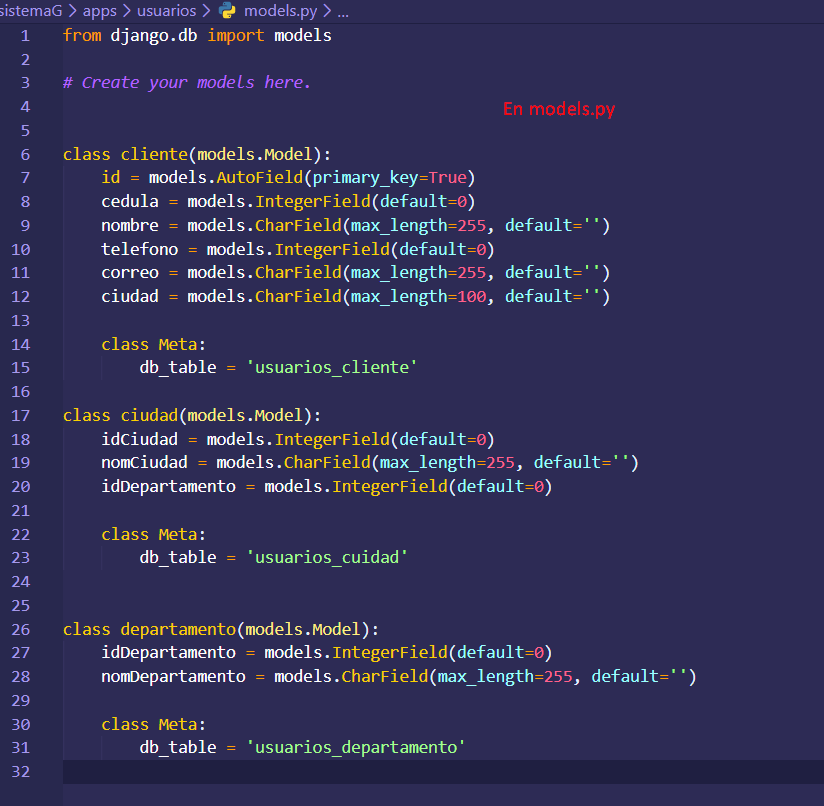 sistemaG > apps > usuarios > models.py > ...
1 from django.db import models
2
3 # Create your models here.
4
En models.py
5
6 class cliente(models.Model):
7 id = models.AutoField(primary_key=True)
8 cedula = models.IntegerField(default=0)
9 nombre = models.CharField(max_length=255, default='')
10 telefono = models.IntegerField(default=0)
11 correo = models.CharField(max_length=255, default='')
12 ciudad = models.CharField(max_length=100, default='')
13
14 class Meta:
15 db_table = 'usuarios_cliente'
16
17 class ciudad(models.Model):
18 idCiudad = models.IntegerField(default=0)
19 nomCiudad = models.CharField(max_length=255, default='')
20 idDepartamento = models.IntegerField(default=0)
21
22 class Meta:
23 db_table = 'usuarios_cuidad'
24
25
26 class departamento(models.Model):
27 idDepartamento = models.IntegerField(default=0)
28 nomDepartamento = models.CharField(max_length=255, default='')
29
30 class Meta:
31 db_table = 'usuarios_departamento'
32